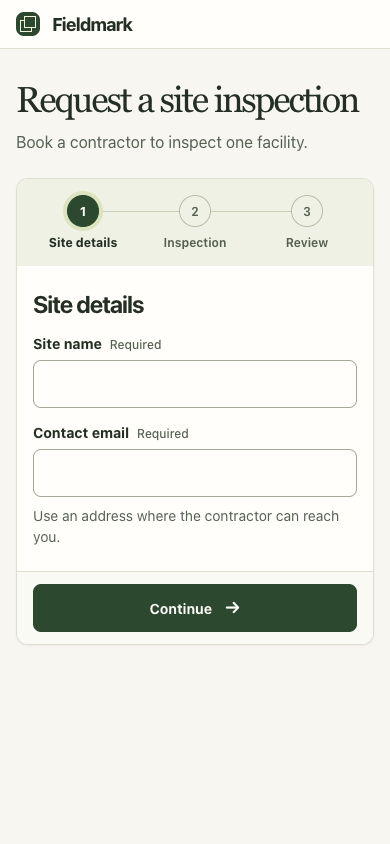 Fieldmark
Request a site inspection
Book a contractor to inspect one facility.
1
2
3
Site details
Inspection
Review
Site details
Site name Required
Contact email Required
Use an address where the contractor can reach
you.
Continue →